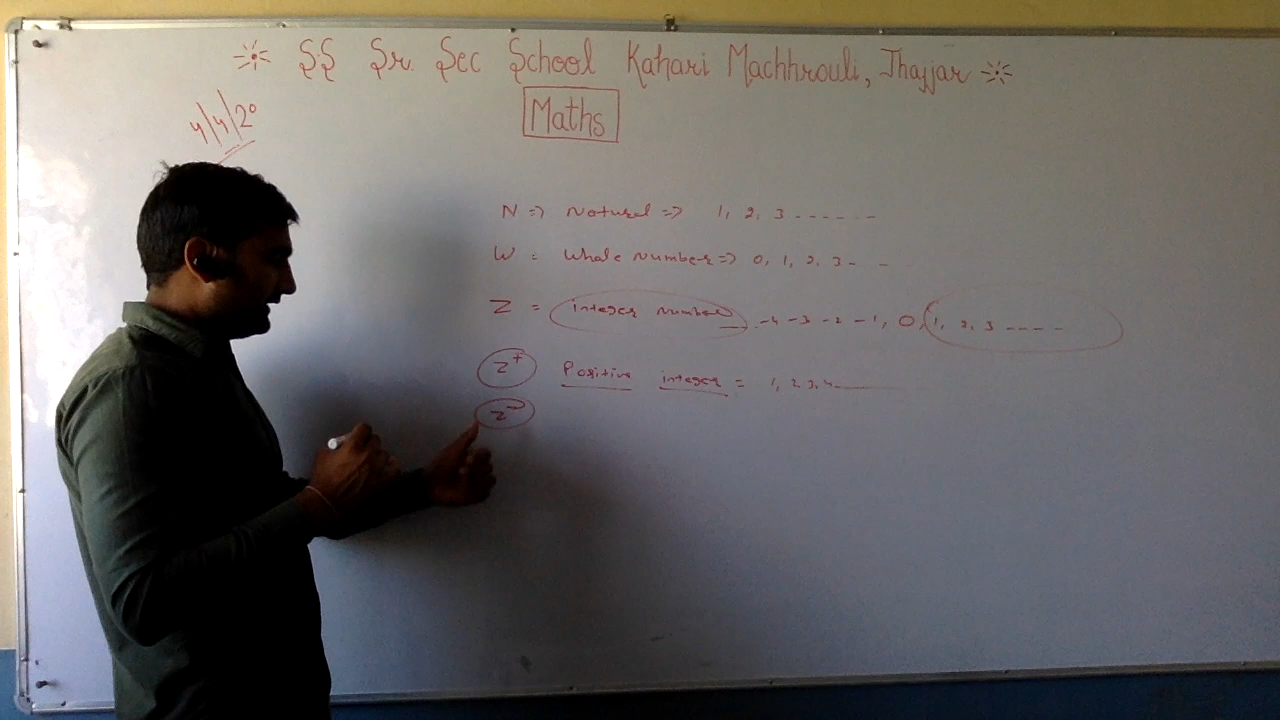 S.S Sr. Sec School Kahari Machhrouli, Jhajjar
Maths
4/4/20
N => Natural => 1, 2, 3 ------
W = Whole Number => 0, 1, 2, 3 - -
Z = Integer Number — -4 -3 -2 -1, 0, 1, 2, 3 ----
Z+ Positive integer = 1, 2 3, 4——
Z-